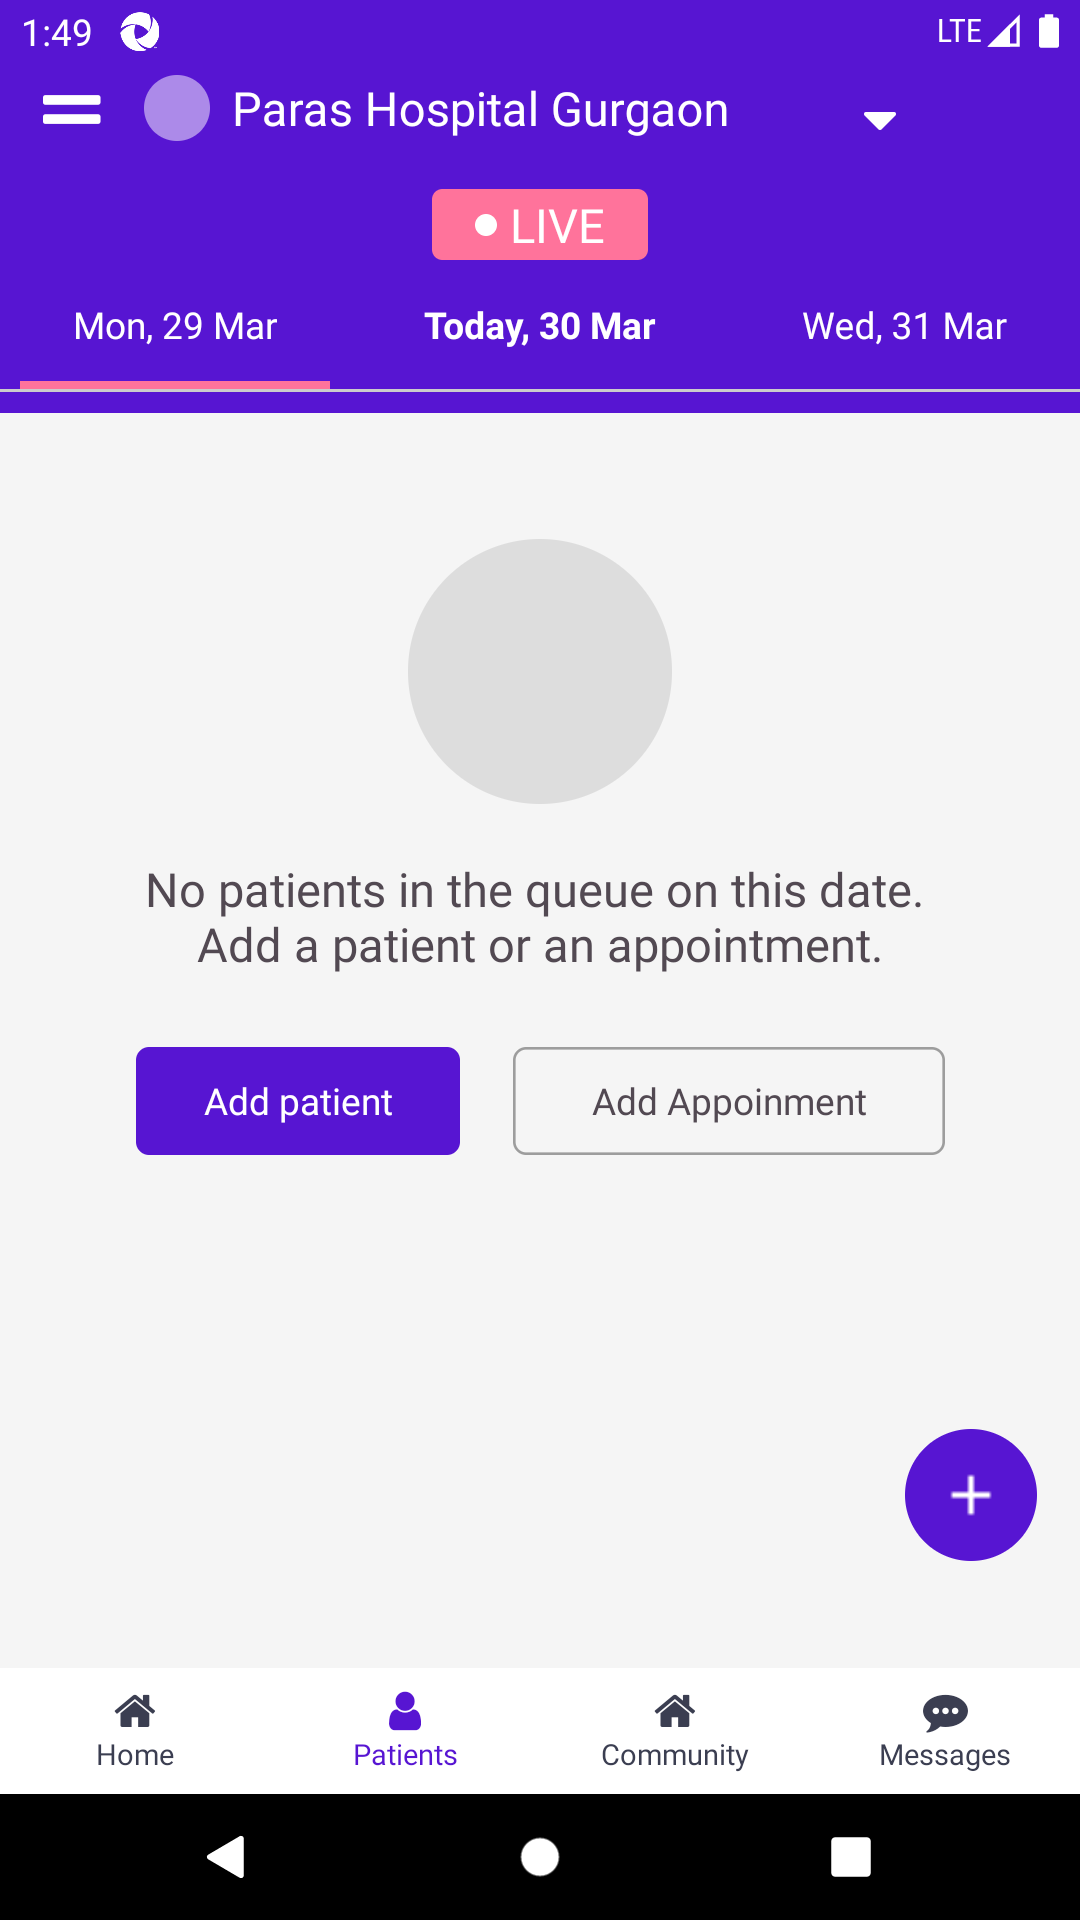 1:49
LTE
Paras Hospital Gurgaon
LIVE
Mon, 29 Mar
Today, 30 Mar
Wed, 31 Mar
No patients in the queue on this date.
Add a patient or an appointment.
Add patient
Add Appoinment
Home
Patients
Community
Messages